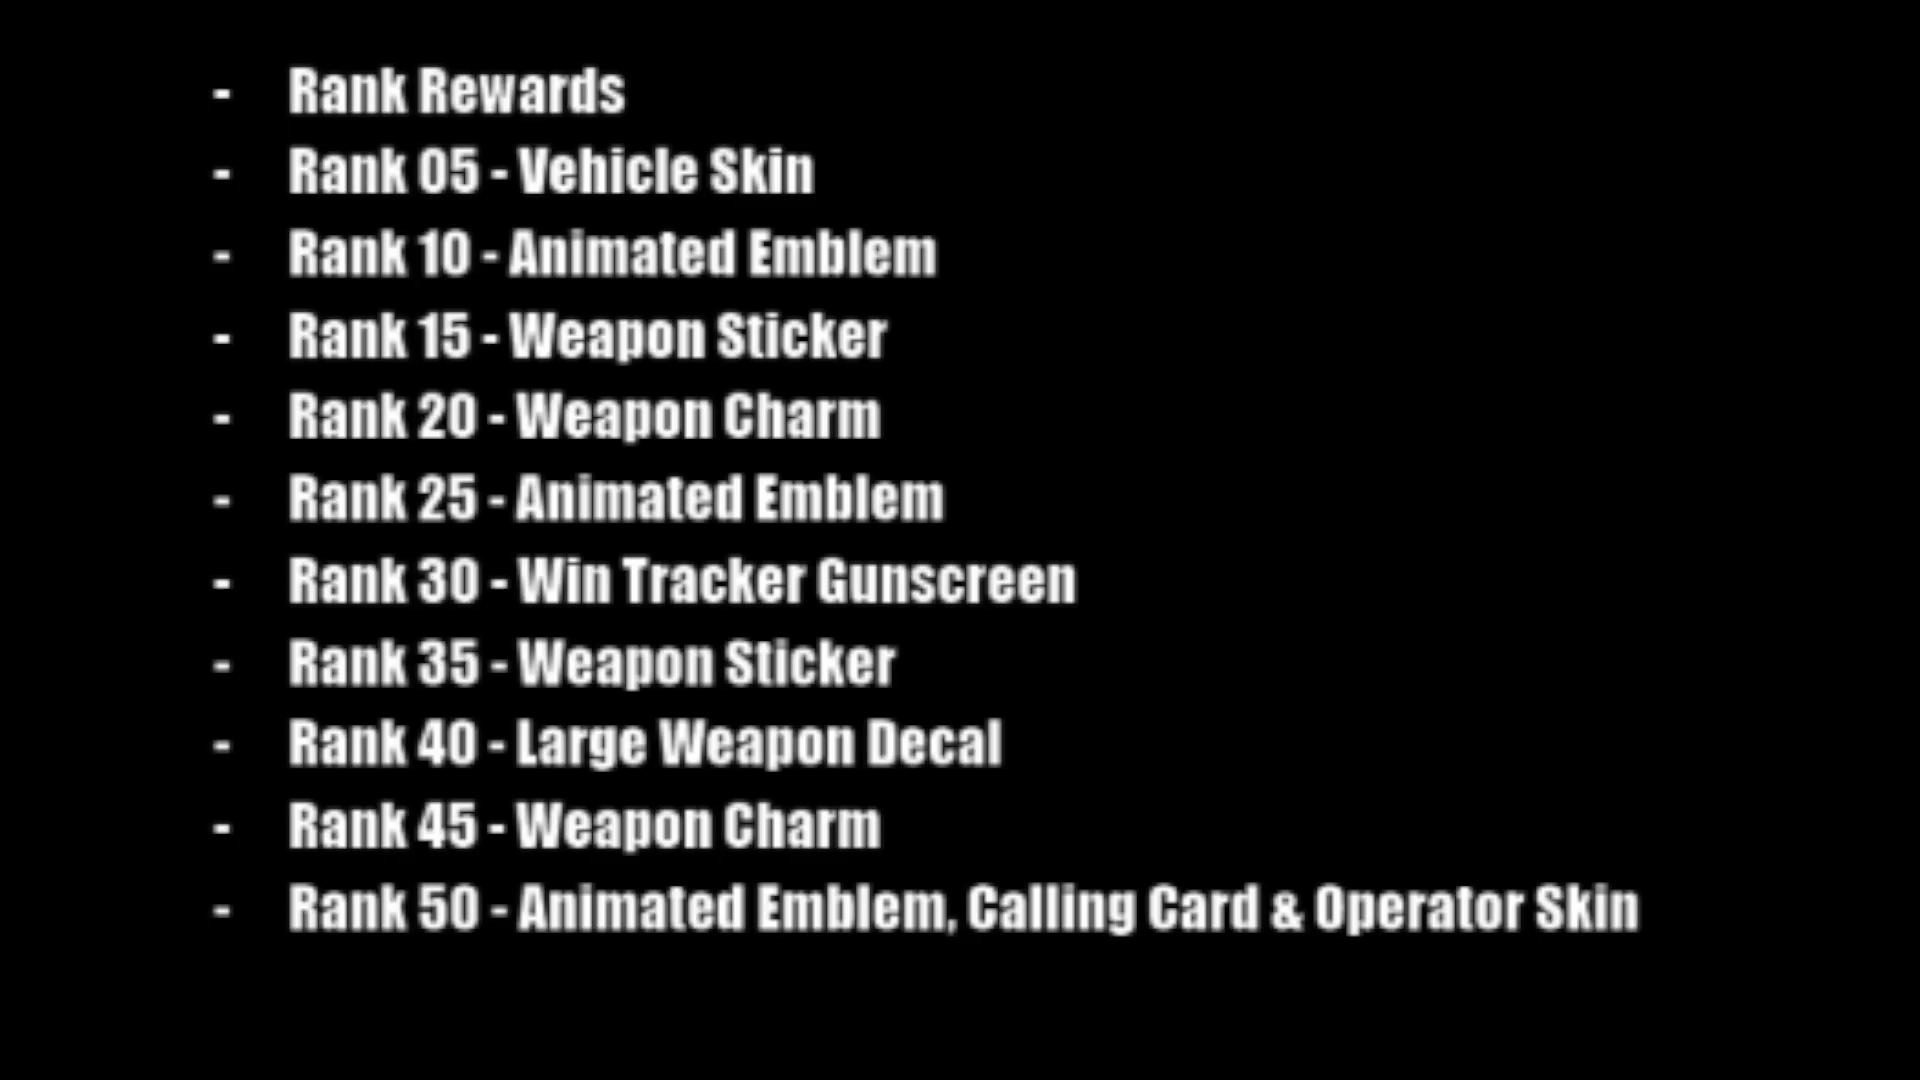 - Rank Rewards
- Rank 05 - Vehicle Skin
- Rank 10 - Animated Emblem
- Rank 15 - Weapon Sticker
- Rank 20 - Weapon Charm
- Rank 25 - Animated Emblem
- Rank 30 - Win Tracker Gunscreen
- Rank 35 - Weapon Sticker
- Rank 40 - Large Weapon Decal
- Rank 45 - Weapon Charm
- Rank 50 - Animated Emblem, Calling Card & Operator Skin